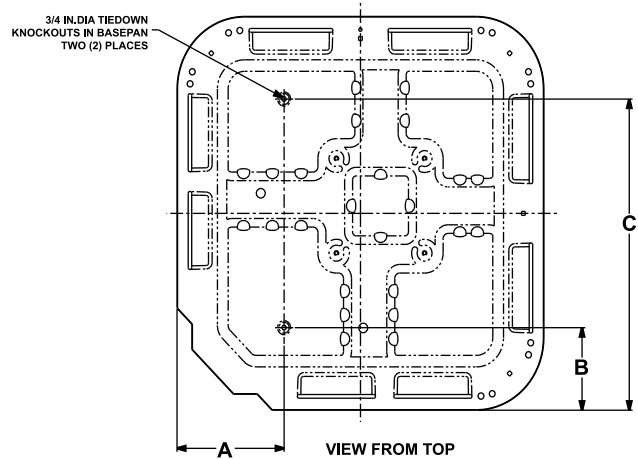 3/4 IN.DIA TIEDOWN
KNOCKOUTS IN BASEPAN
TWO (2) PLACES
C
B
A
VIEW FROM TOP